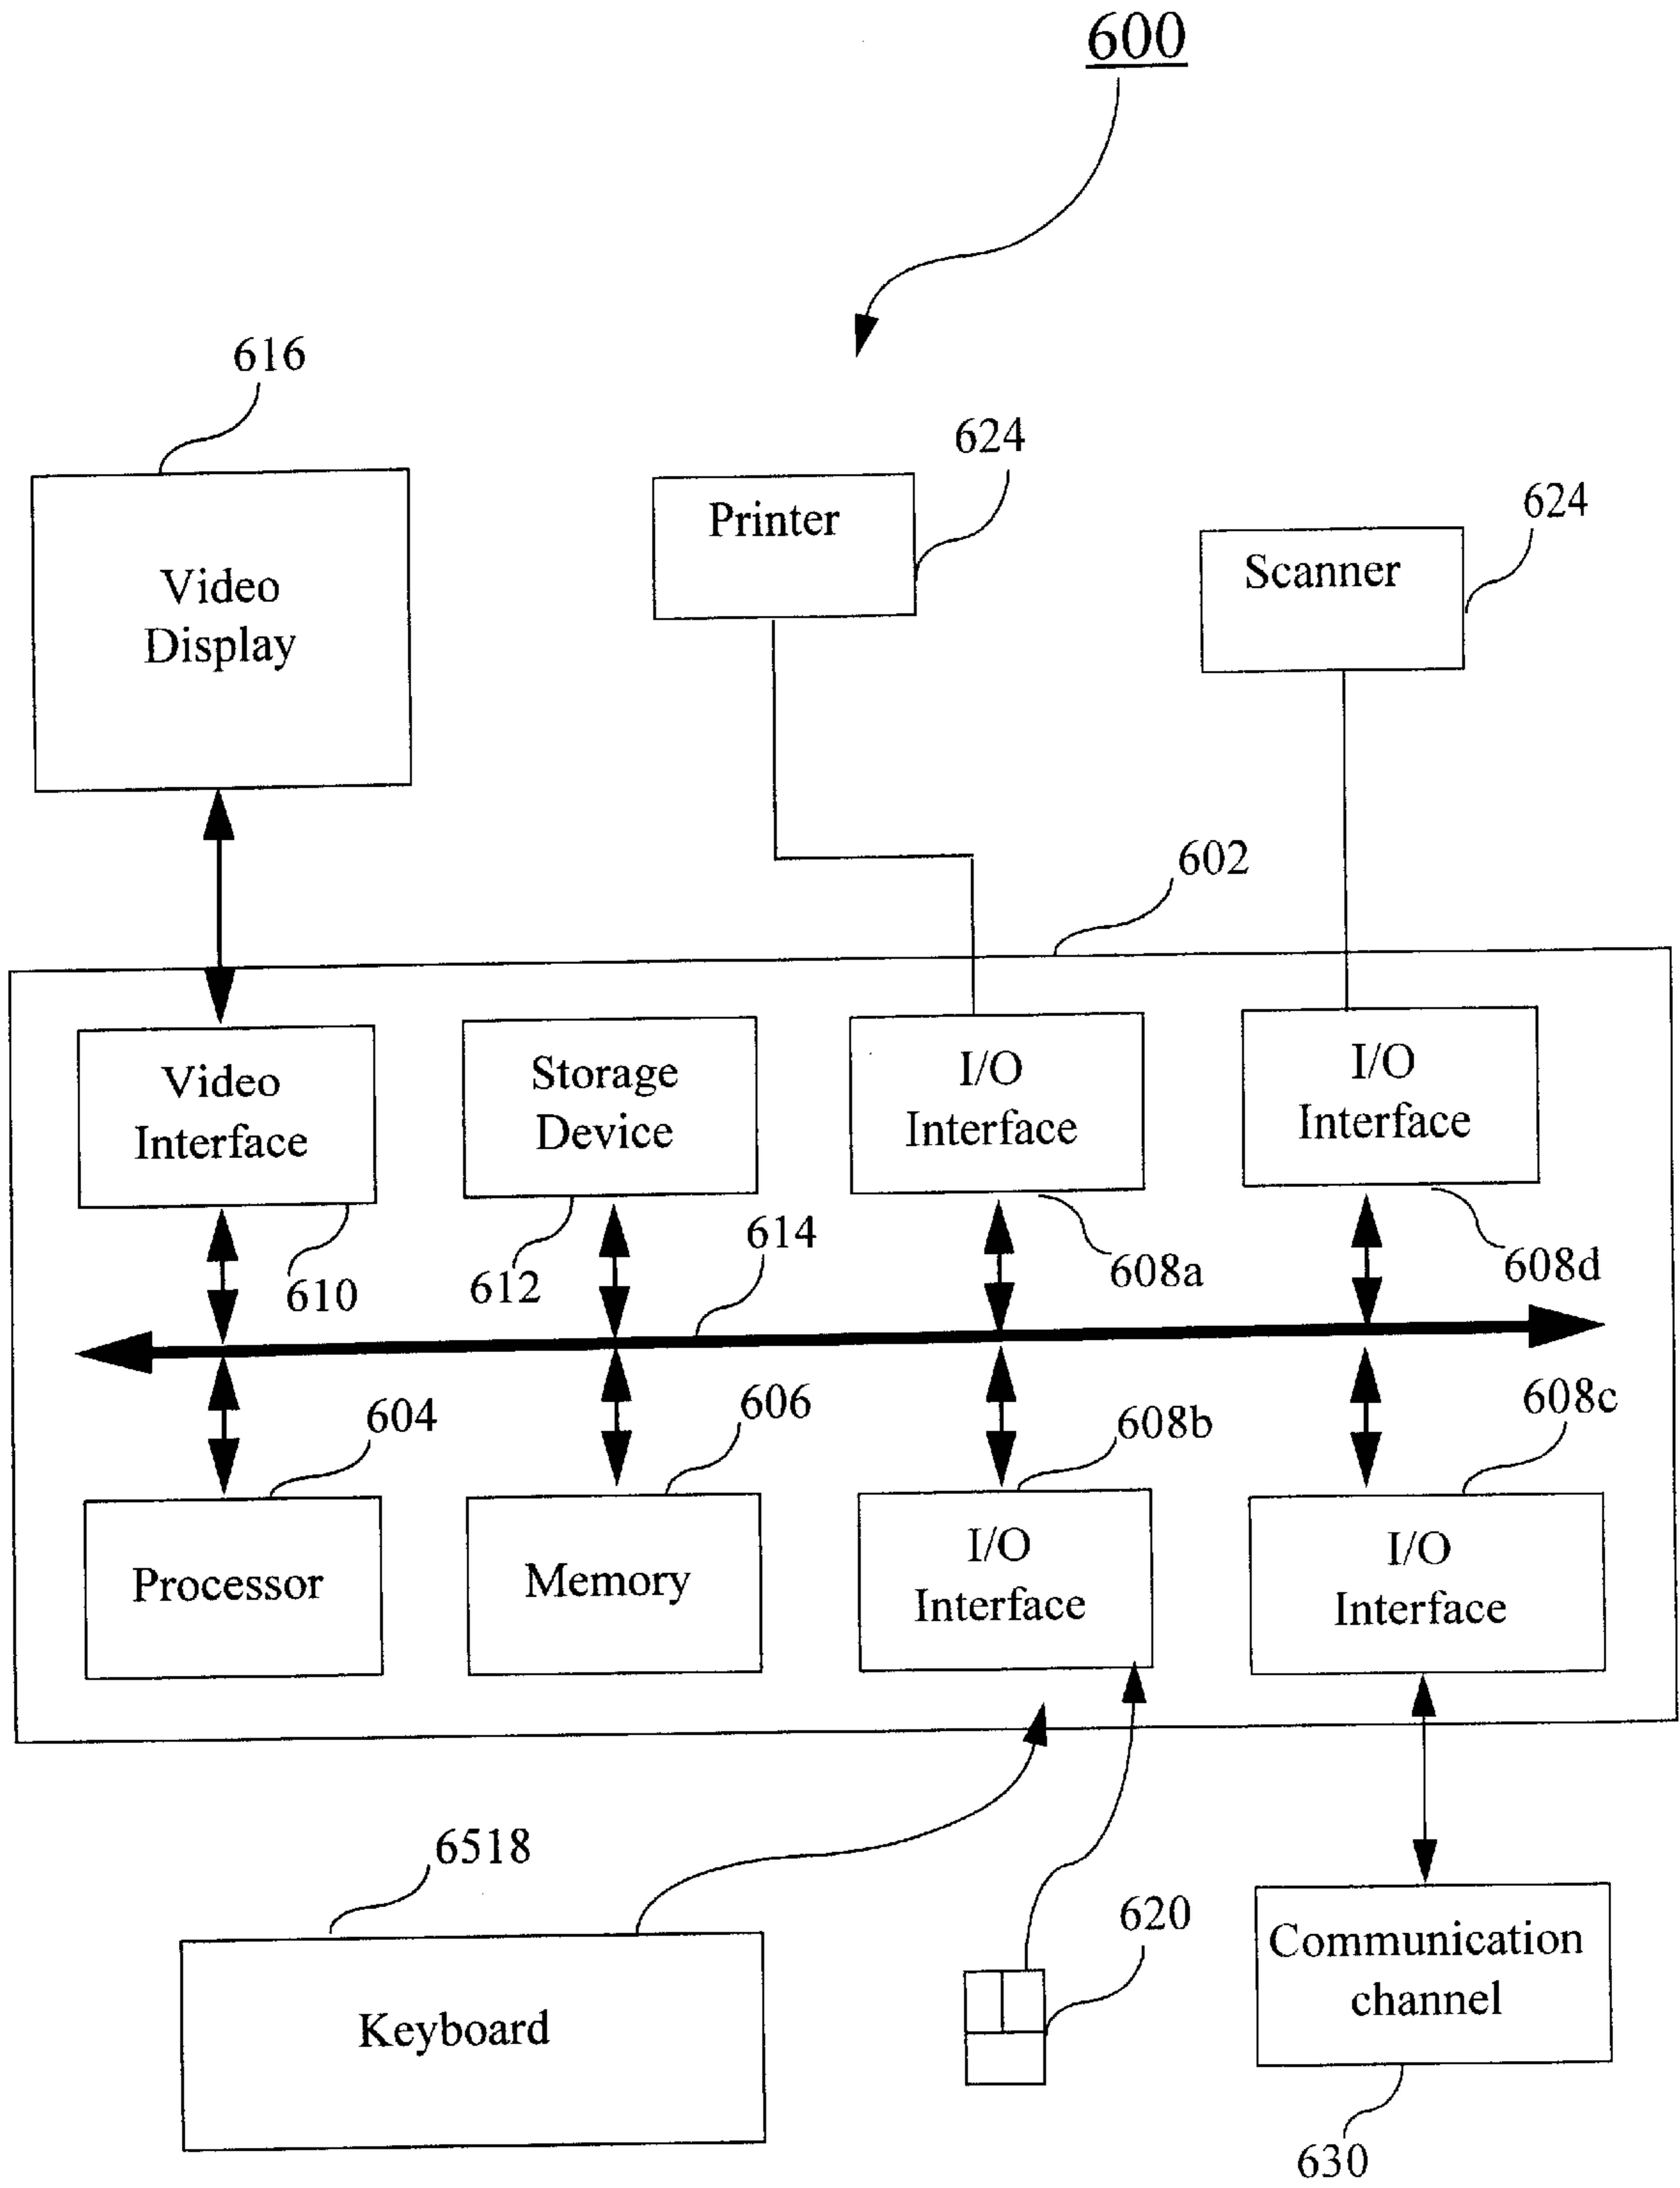 600
616
624
624
Video
Display
Printer
Scanner
602
Video
Interface
Storage
Device
I/O
Interface
I/O
Interface
610
612
614
608a
608d
604
606
608b
608c
Processor
Memory
I/O
Interface
I/O
Interface
6518
620
Keyboard
Communication
channel
630